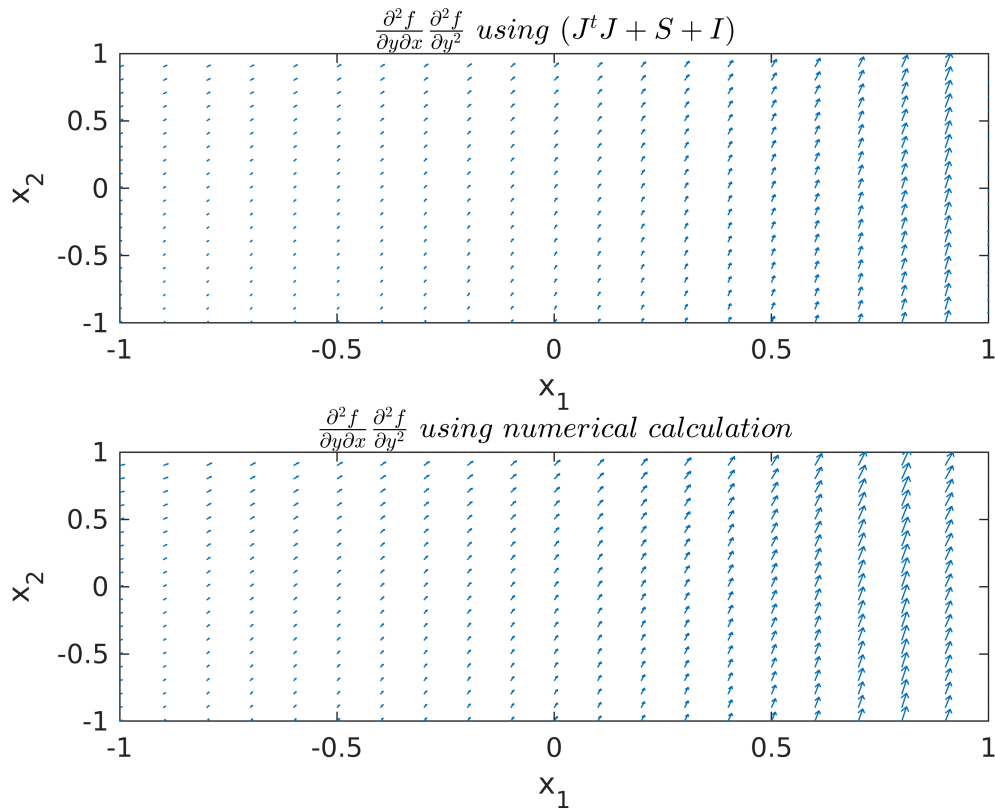 ∂²f/∂y∂x ∂²f/∂y² using (JᵗJ + S + I)
1
0.5
0
-0.5
-1
x₂
-1 -0.5 0 0.5 1
x₁
∂²f/∂y∂x ∂²f/∂y² using numerical calculation
1
0.5
0
-0.5
-1
x₂
-1 -0.5 0 0.5 1
x₁